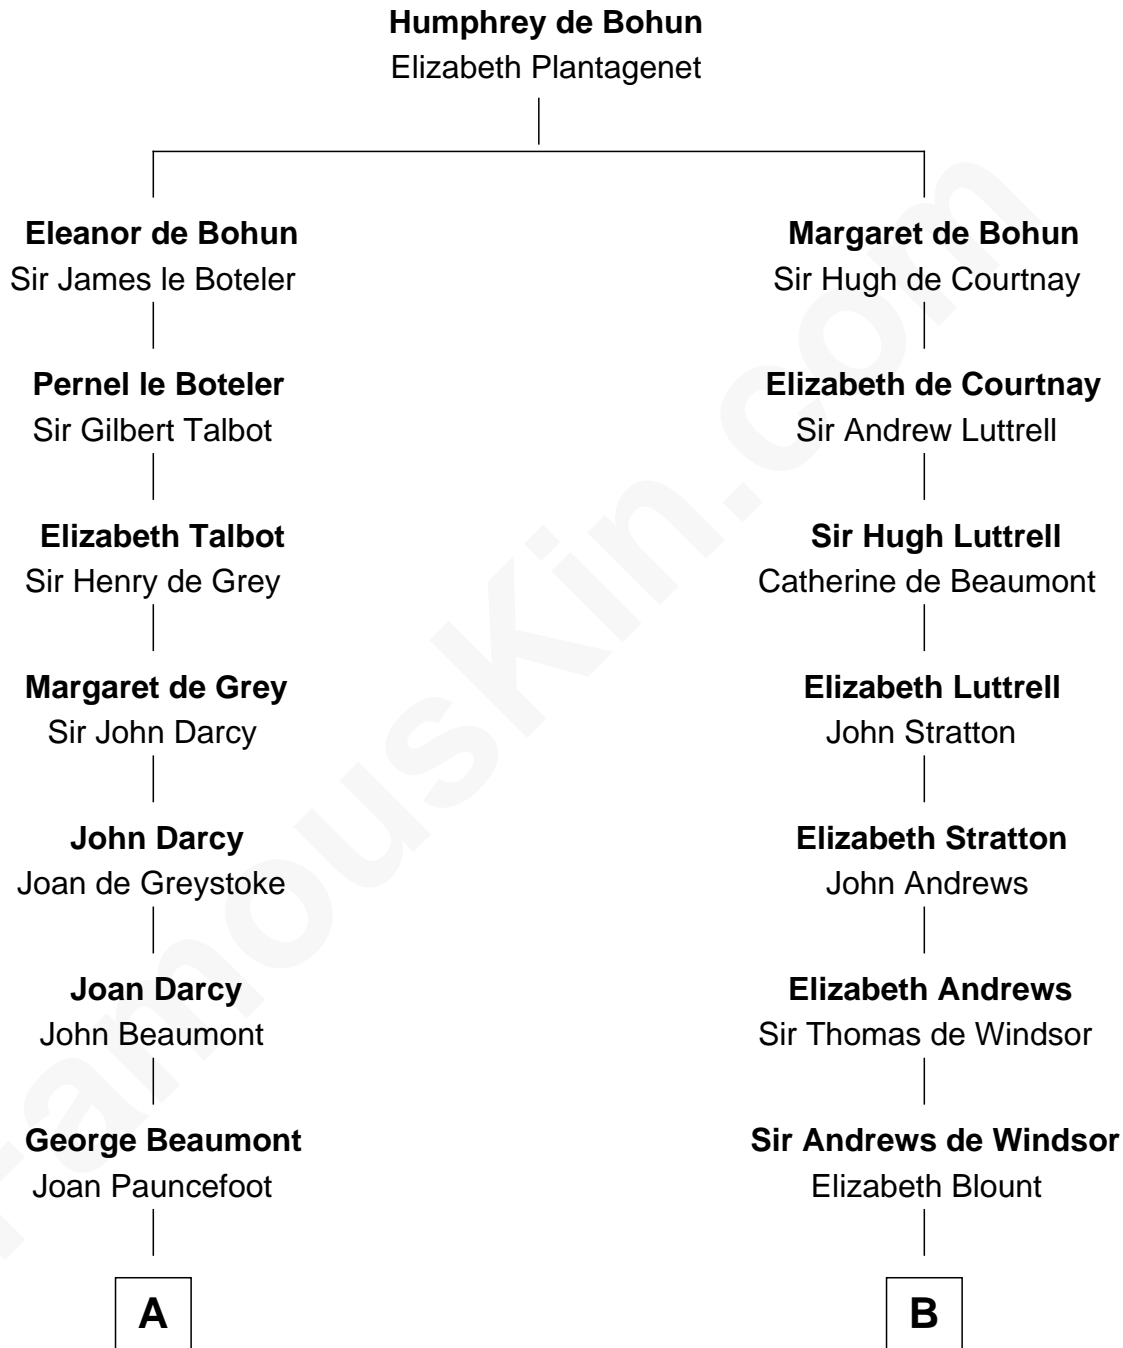 Humphrey de Bohun
Elizabeth Plantagenet
Eleanor de Bohun
Sir James le Boteler
Pernel le Boteler
Sir Gilbert Talbot
Elizabeth Talbot
Sir Henry de Grey
Margaret de Grey
Sir John Darcy
John Darcy
Joan de Greystoke
Joan Darcy
John Beaumont
George Beaumont
Joan Pauncefoot
A
Margaret de Bohun
Sir Hugh de Courtnay
Elizabeth de Courtnay
Sir Andrew Luttrell
Sir Hugh Luttrell
Catherine de Beaumont
Elizabeth Luttrell
John Stratton
Elizabeth Stratton
John Andrews
Elizabeth Andrews
Sir Thomas de Windsor
Sir Andrews de Windsor
Elizabeth Blount
B
FamousKin.com